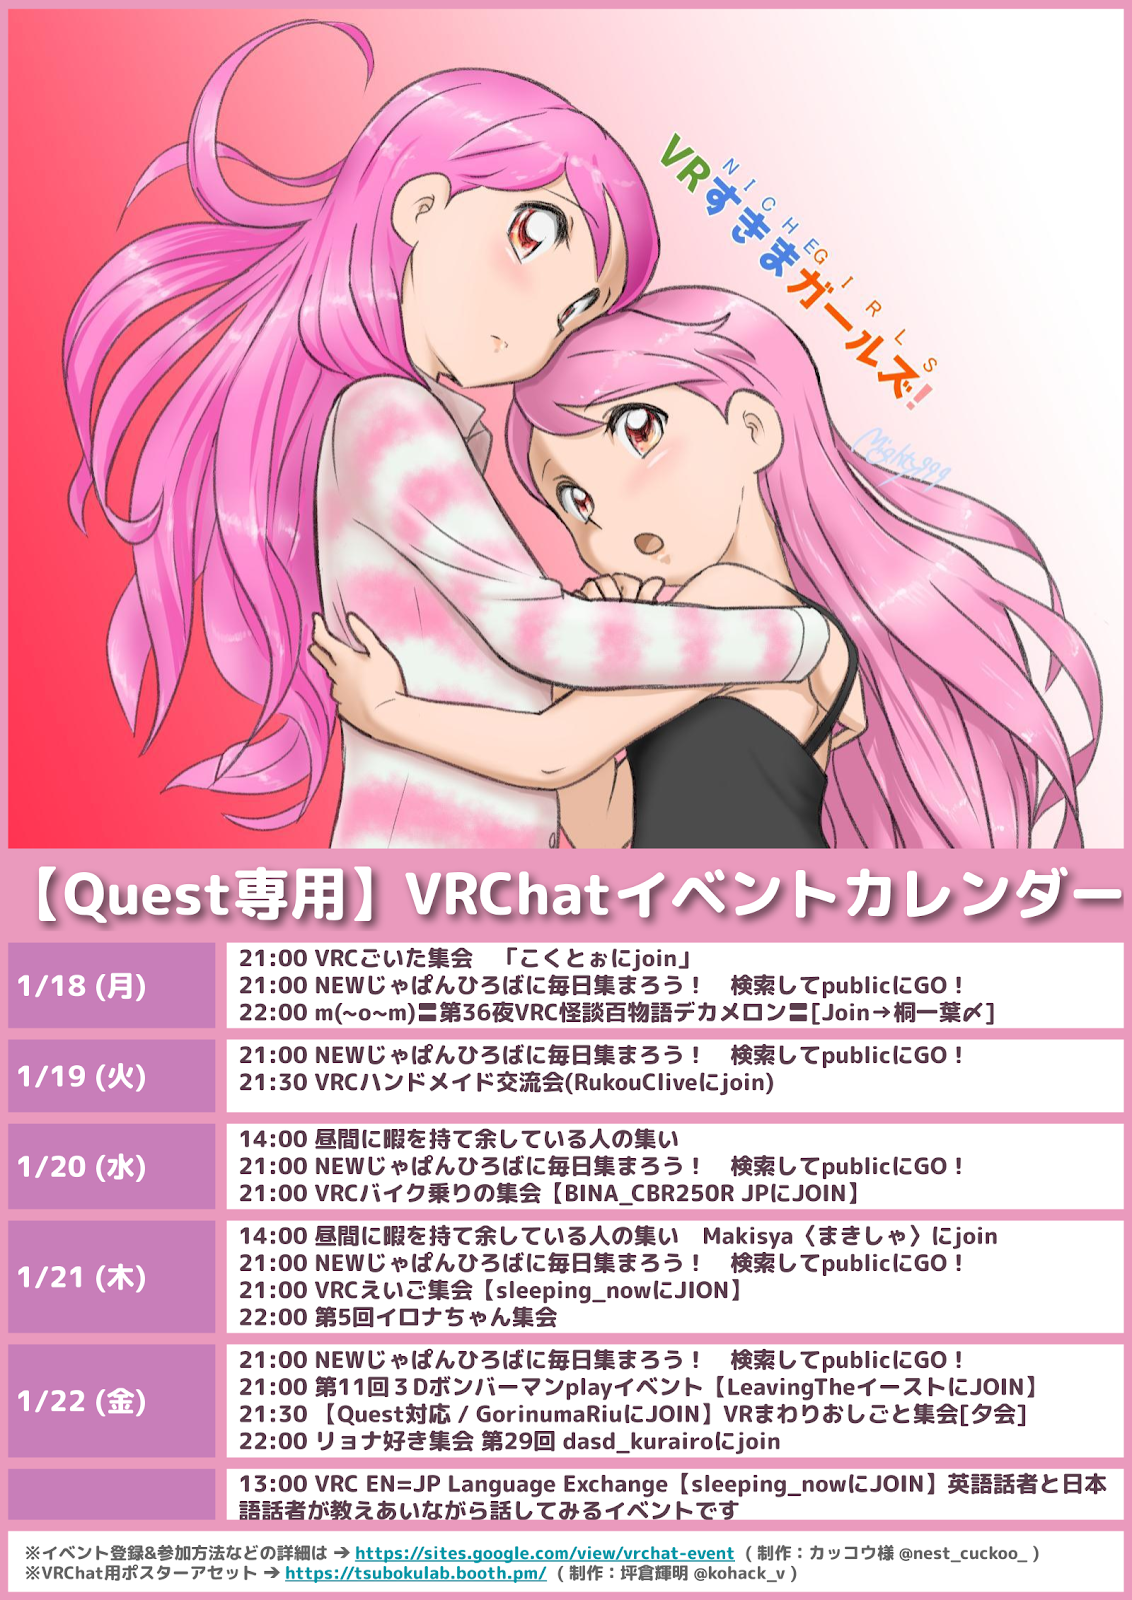 NICHE GIRLS
VRすきまガールズ!
Mighty999
【Quest専用】VRChatイベントカレンダー
1/18 (月)
21:00 VRCごいた集会　「こくとぉにjoin」
21:00 NEWじゃぱんひろばに毎日集まろう！　検索してpublicにGO！
22:00 m(~o~m)〓第36夜VRC怪談百物語デカメロン〓[Join→桐一葉〆]
1/19 (火)
21:00 NEWじゃぱんひろばに毎日集まろう！　検索してpublicにGO！
21:30 VRCハンドメイド交流会(RukouCliveにjoin)
1/20 (水)
14:00 昼間に暇を持て余している人の集い
21:00 NEWじゃぱんひろばに毎日集まろう！　検索してpublicにGO！
21:00 VRCバイク乗りの集会【BINA_CBR250R JPにJOIN】
1/21 (木)
14:00 昼間に暇を持て余している人の集い　Makisya〈まきしゃ〉にjoin
21:00 NEWじゃぱんひろばに毎日集まろう！　検索してpublicにGO！
21:00 VRCえいご集会【sleeping_nowにJION】
22:00 第5回イロナちゃん集会
1/22 (金)
21:00 NEWじゃぱんひろばに毎日集まろう！　検索してpublicにGO！
21:00 第11回３Dボンバーマンplayイベント【LeavingTheイーストにJOIN】
21:30 【Quest対応 / GorinumaRiuにJOIN】VRまわりおしごと集会[夕会]
22:00 リョナ好き集会 第29回 dasd_kurairoにjoin
13:00 VRC EN=JP Language Exchange【sleeping_nowにJOIN】英語話者と日本
語話者が教えあいながら話してみるイベントです
※イベント登録&参加方法などの詳細は ➔ https://sites.google.com/view/vrchat-event （ 制作：カッコウ様 @nest_cuckoo_ ）
※VRChat用ポスターアセット ➔ https://tsubokulab.booth.pm/ （ 制作：坪倉輝明 @kohack_v ）